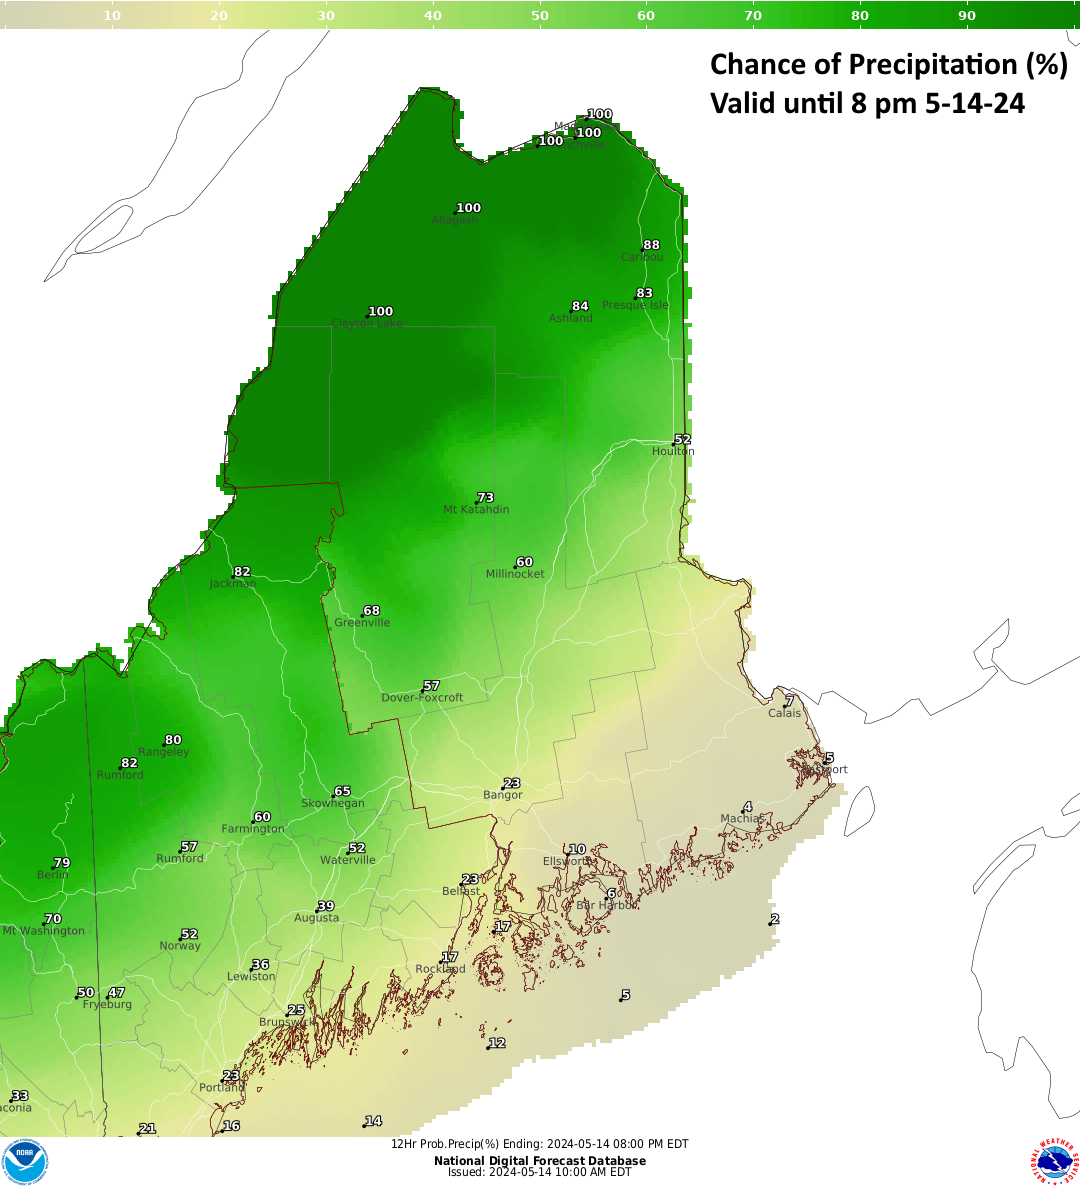 10 20 30 40 50 60 70 80 90
Chance of Precipitation (%)
Valid until 8 pm 5-14-24
100
100
100
100
Allagash
88
Caribou
83
Presque Isle
84
Ashland
100
Clayton Lake
52
Houlton
73
Mt Katahdin
60
Millinocket
82
Jackman
68
Greenville
57
Dover-Foxcroft
7
Calais
80
Rangeley
82
Rumford
5
23
Bangor
65
Skowhegan
4
Machias
60
Farmington
57
Rumford
52
Waterville
10
Ellsworth
79
Berlin
23
Belfast
6
Bar Harbor
39
Augusta
70
Mt Washington
2
17
52
Norway
17
Rockland
36
Lewiston
50
47
Fryeburg
5
25
Brunswick
12
23
Portland
33
aconia
14
16
21
12Hr Prob.Precip(%) Ending: 2024-05-14 08:00 PM EDT
National Digital Forecast Database
Issued: 2024-05-14 10:00 AM EDT
NOAA
NATIONAL WEATHER SERVICE